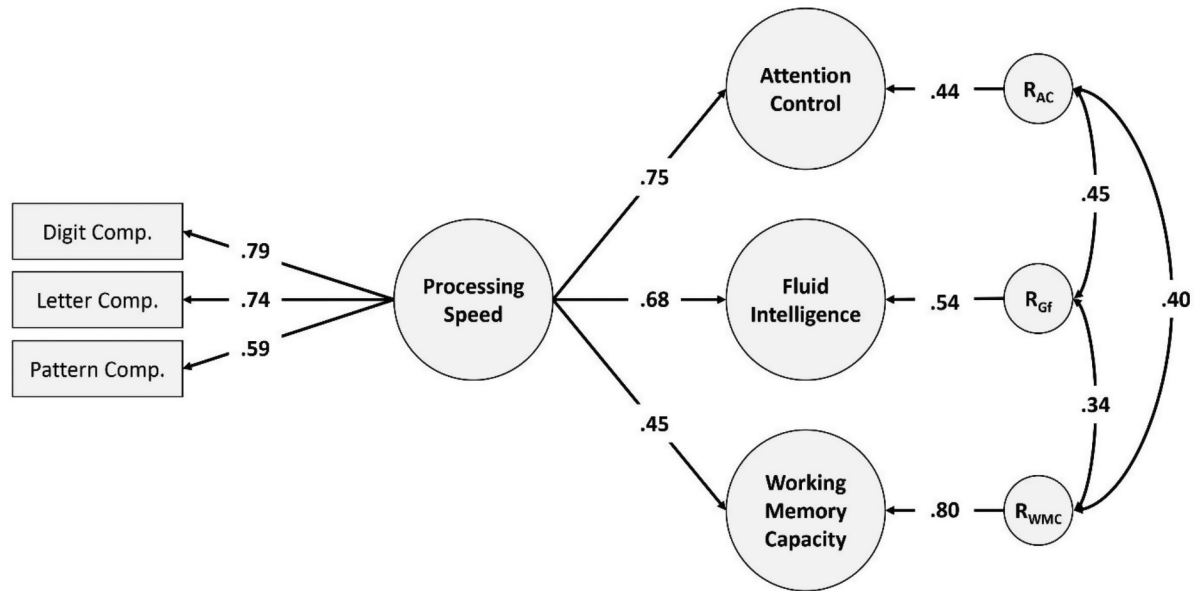 Attention
Control
.44
R_AC
.75
.45
Digit Comp.
.79
Letter Comp.
.74
Processing
Speed
.68
Fluid
Intelligence
.54
R_Gf
.40
Pattern Comp.
.59
.34
.45
Working
Memory
Capacity
.80
R_WMC